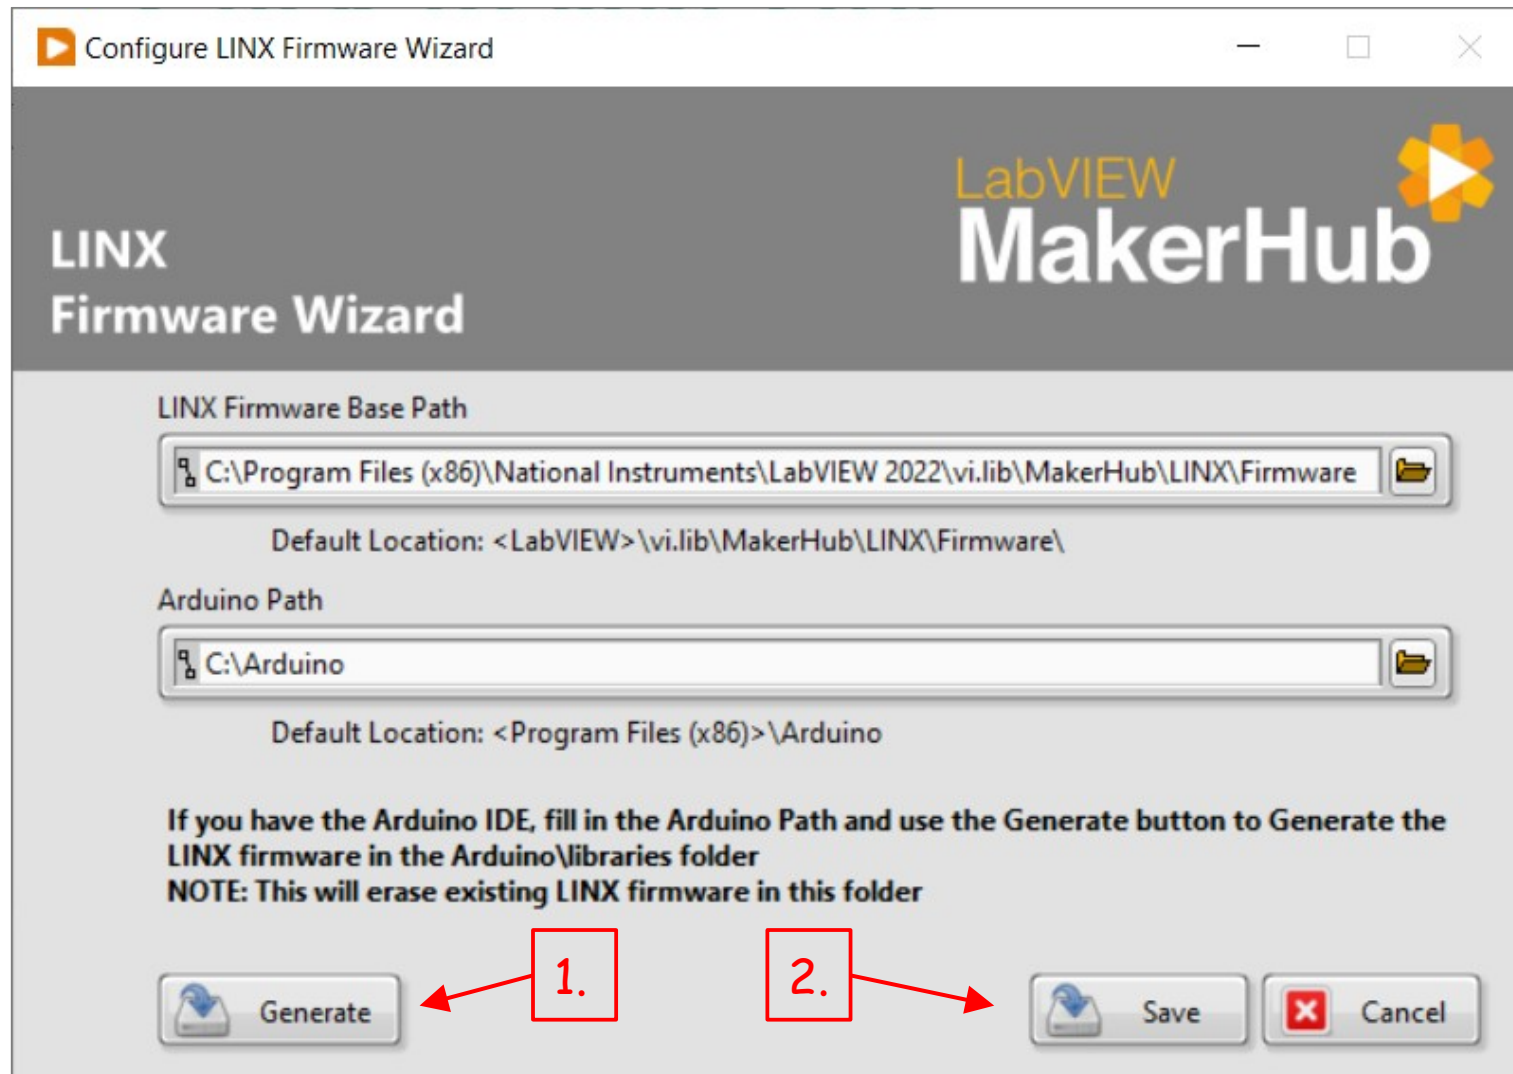 Configure LINX Firmware Wizard
LabVIEW
MakerHub
LINX
Firmware Wizard
LINX Firmware Base Path
C:\Program Files (x86)\National Instruments\LabVIEW 2022\vi.lib\MakerHub\LINX\Firmware
Default Location: <LabVIEW>\vi.lib\MakerHub\LINX\Firmware\
Arduino Path
C:\Arduino
Default Location: <Program Files (x86)>\Arduino
If you have the Arduino IDE, fill in the Arduino Path and use the Generate button to Generate the
LINX firmware in the Arduino\libraries folder
NOTE: This will erase existing LINX firmware in this folder
1.
2.
Generate
Save
Cancel